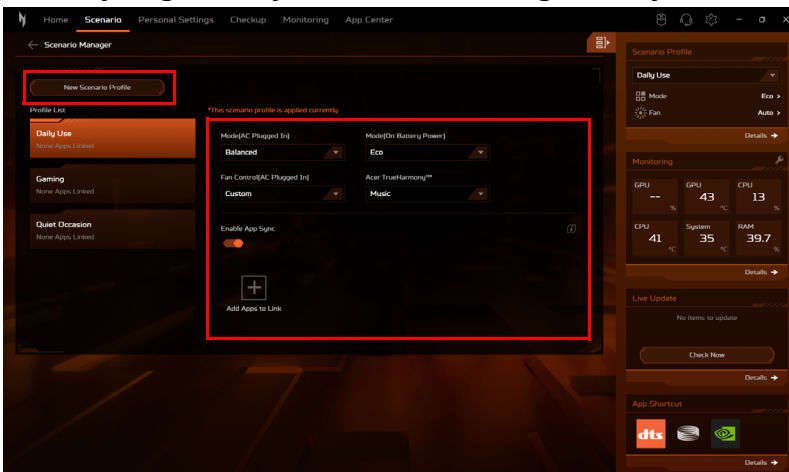 Home Scenario Personal Settings Checkup Monitoring App Center
Scenario Manager
New Scenario Profile
Profile List
*This scenario profile is applied currently
Daily Use
None Apps Linked
Gaming
None Apps Linked
Quiet Occasion
None Apps Linked
Mode[AC Plugged In] Mode[On Battery Power]
Balanced Eco
Fan Control[AC Plugged In] Acer TrueHarmony™
Custom Music
Enable App Sync
Add Apps to Link
Scenario Profile
Daily Use
Mode Eco >
Fan Auto >
Details →
Monitoring
GPU GPU CPU
-- 43 13
% °C %
CPU System RAM
41 35 39.7
°C °C %
Details →
Live Update
No items to update
Check Now
Details →
App Shortcut
dts
Details →